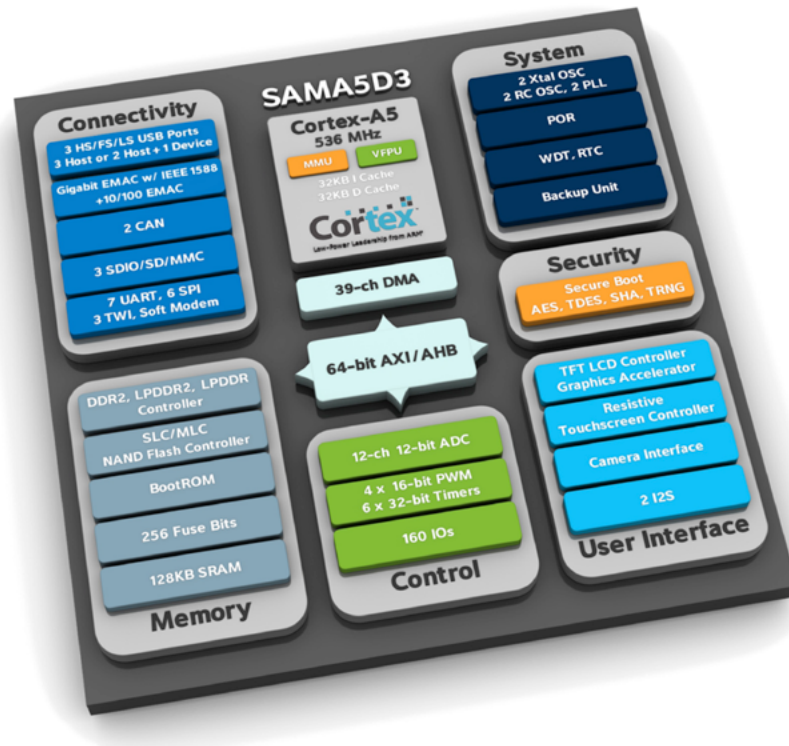 SAMA5D3
Connectivity
3 HS/FS/LS USB Ports
3 Host or 2 Host + 1 Device
Gigabit EMAC w/ IEEE 1588
+10/100 EMAC
2 CAN
3 SDIO/SD/MMC
7 UART, 6 SPI
3 TWI, Soft Modem
Cortex-A5
536 MHz
MMU
VFPU
32KB I Cache
32KB D Cache
Cortex
Low-Power Leadership from ARM®
39-ch DMA
64-bit AXI/AHB
System
2 Xtal OSC
2 RC OSC, 2 PLL
POR
WDT, RTC
Backup Unit
Security
Secure Boot
AES, TDES, SHA, TRNG
DDR2, LPDDR2, LPDDR
Controller
SLC/MLC
NAND Flash Controller
BootROM
256 Fuse Bits
128KB SRAM
Memory
12-ch 12-bit ADC
4 x 16-bit PWM
6 x 32-bit Timers
160 IOs
Control
TFT LCD Controller
Graphics Accelerator
Resistive
Touchscreen Controller
Camera Interface
2 I2S
User Interface